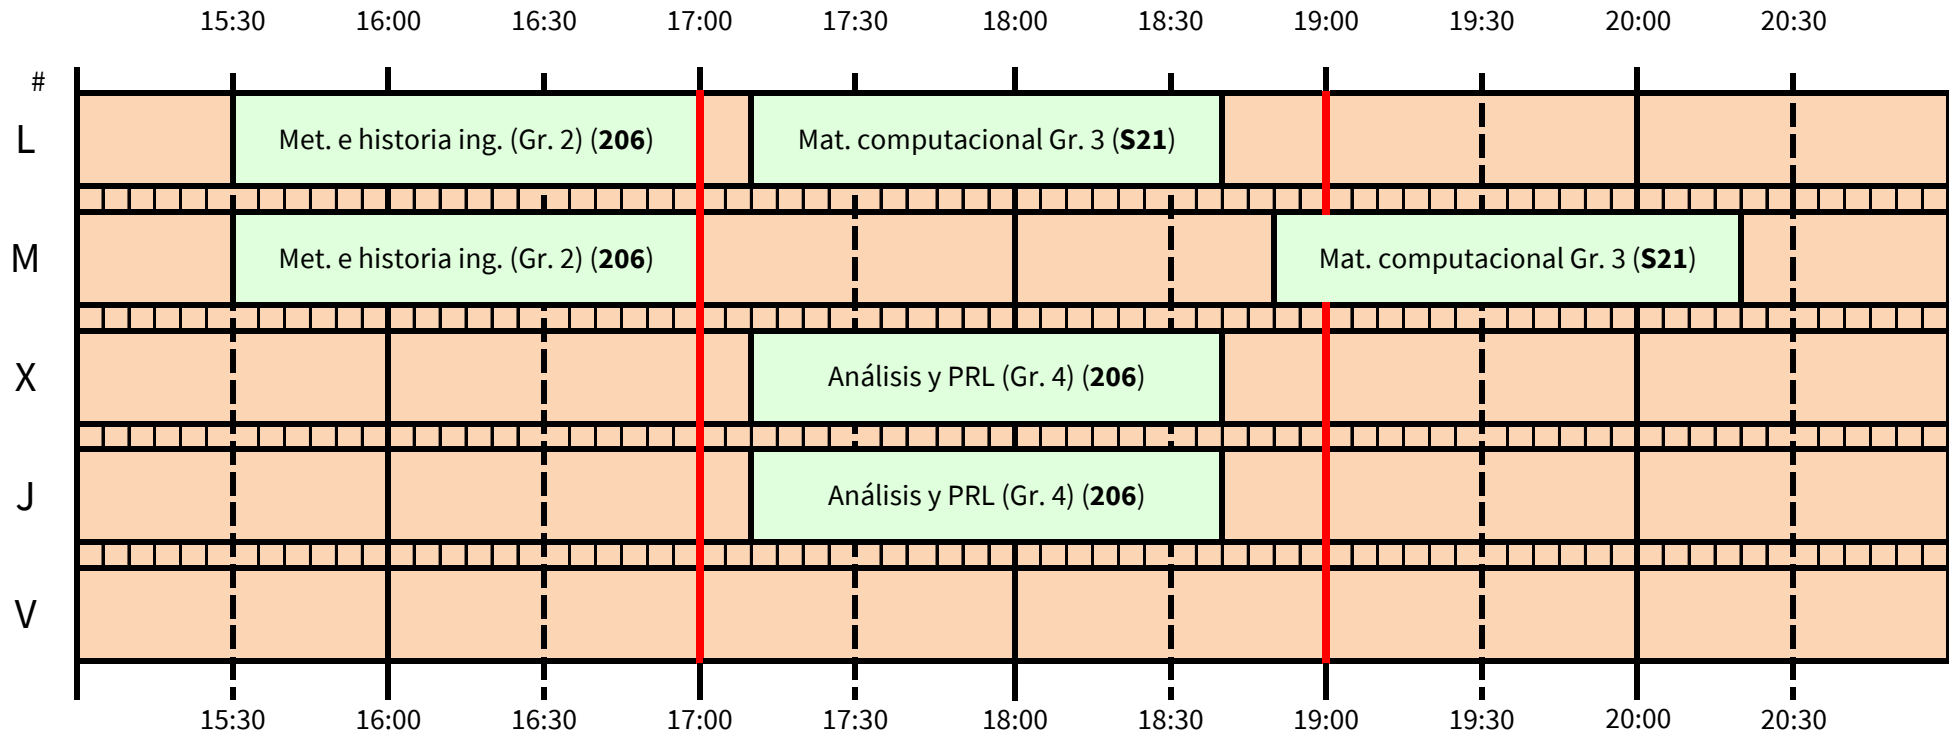 15:30 16:00 16:30 17:00 17:30 18:00 18:30 19:00 19:30 20:00 20:30
#
L Met. e historia ing. (Gr. 2) (206) Mat. computacional Gr. 3 (S21)
M Met. e historia ing. (Gr. 2) (206) Mat. computacional Gr. 3 (S21)
X Análisis y PRL (Gr. 4) (206)
J Análisis y PRL (Gr. 4) (206)
V
15:30 16:00 16:30 17:00 17:30 18:00 18:30 19:00 19:30 20:00 20:30